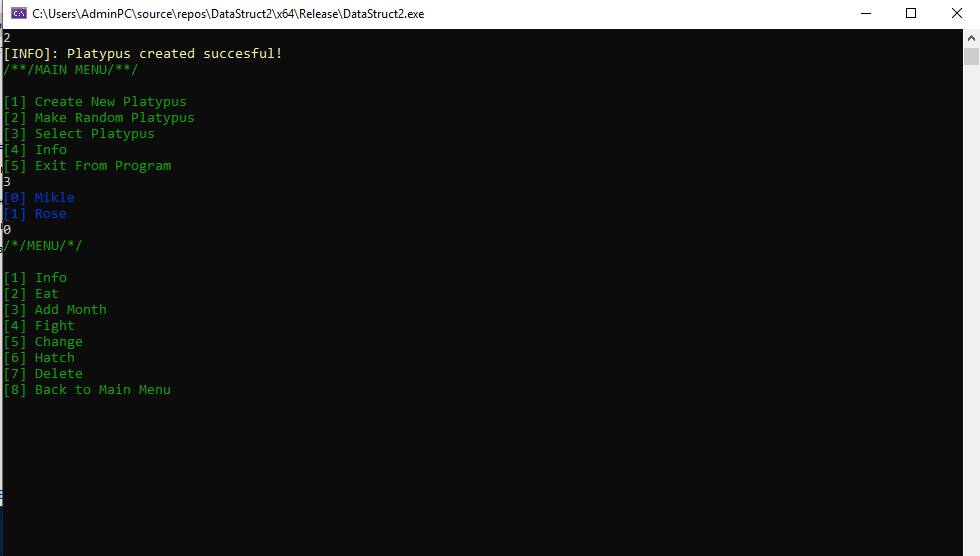 C:\Users\AdminPC\source\repos\DataStruct2\x64\Release\DataStruct2.exe
2
[INFO]: Platypus created succesful!
/**/MAIN MENU/**/
[1] Create New Platypus
[2] Make Random Platypus
[3] Select Platypus
[4] Info
[5] Exit From Program
3
[0] Mikle
[1] Rose
0
/*/MENU/*/
[1] Info
[2] Eat
[3] Add Month
[4] Fight
[5] Change
[6] Hatch
[7] Delete
[8] Back to Main Menu